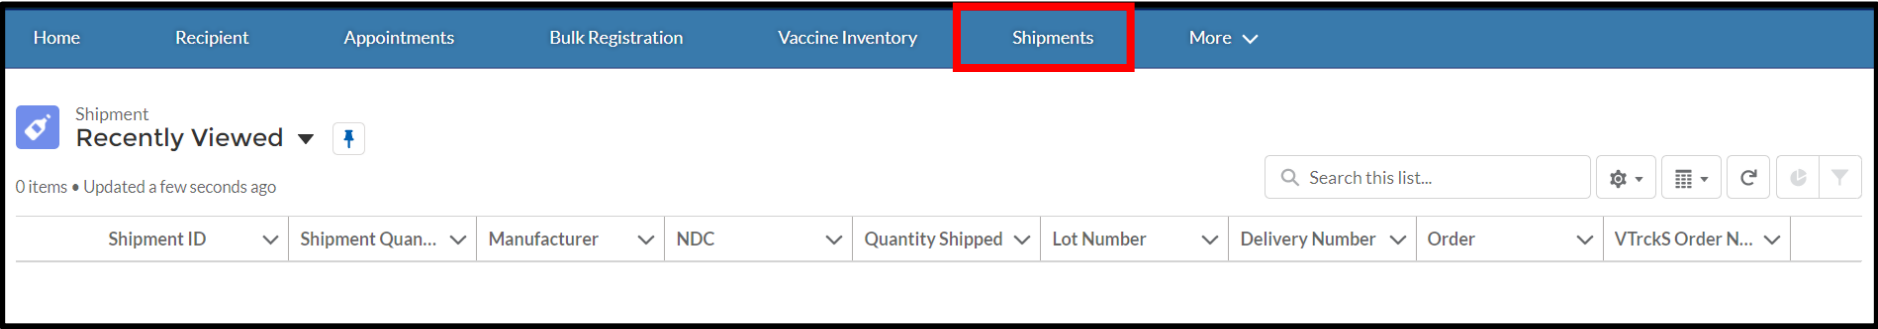 Home Recipient Appointments Bulk Registration Vaccine Inventory Shipments More
Shipment
Recently Viewed
0 items • Updated a few seconds ago
Search this list...
Shipment ID Shipment Quan... Manufacturer NDC Quantity Shipped Lot Number Delivery Number Order VTrckS Order N...